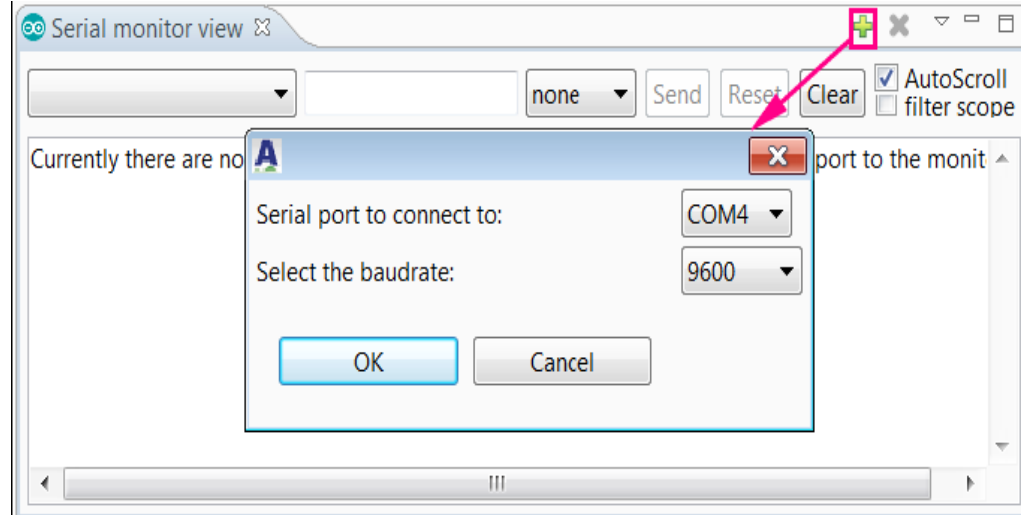 Serial monitor view
none Send Reset Clear AutoScroll
filter scope
Currently there are no port to the monit
Serial port to connect to: COM4
Select the baudrate: 9600
OK Cancel